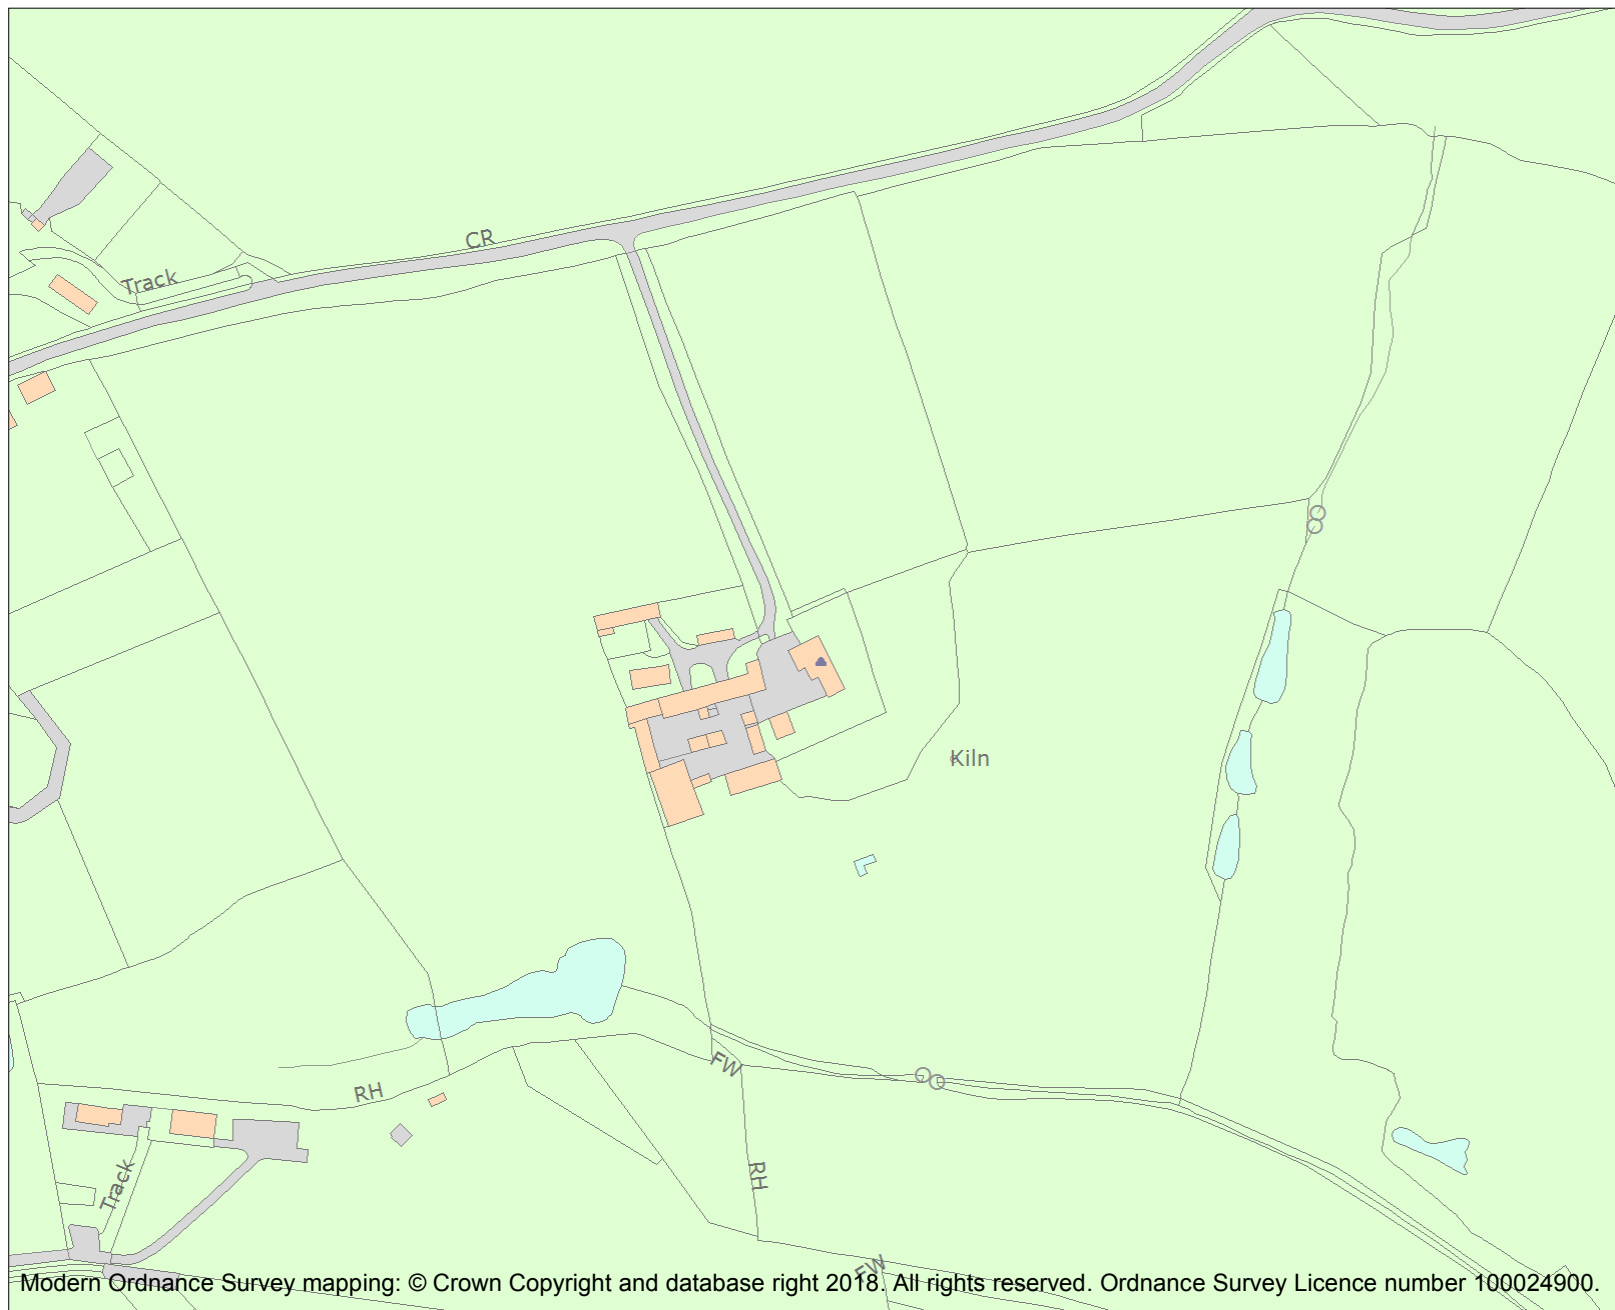 CR
Track
Kiln
FW
RH
RH
Track
FW
Modern Ordnance Survey mapping: © Crown Copyright and database right 2018. All rights reserved. Ordnance Survey Licence number 100024900.